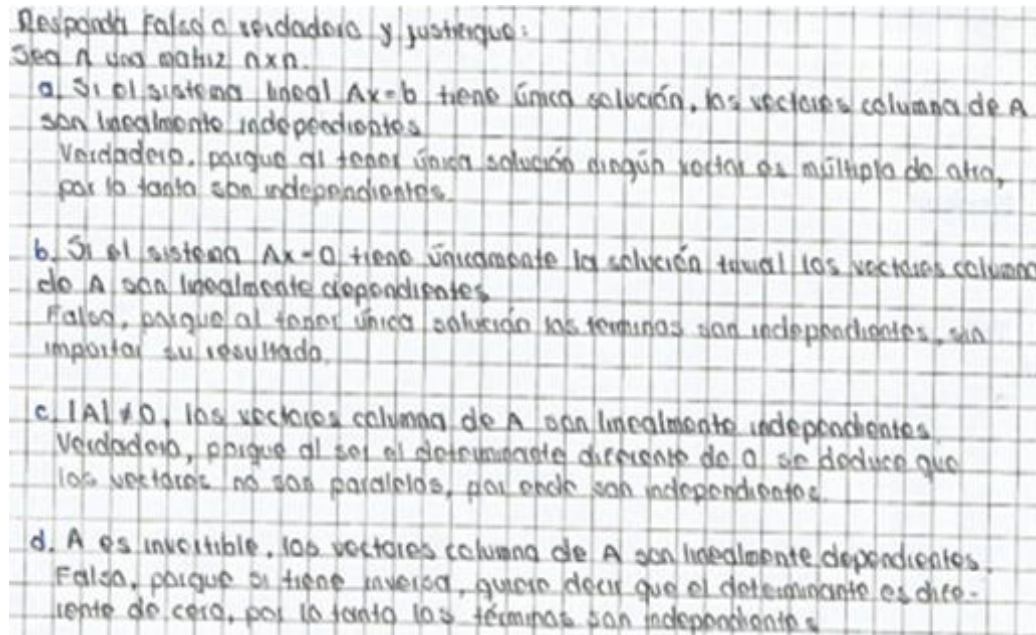 Responda Falso o verdadero y justifique:
Sea A una matriz nxn.
a. Si el sistema lineal Ax=b tiene única solución, los vectores columna de A
son linealmente independientes
Verdadero, porque al tener única solución ningún vector es múltiplo de otro,
por lo tanto son independientes.
b. Si el sistema Ax=0 tiene únicamente la solución trivial los vectores columna
de A son linealmente dependientes
Falso, porque al tener única solución los terminos son independientes, sin
importar su resultado.
c. |A|≠0, los vectores columna de A son linealmente independientes
Verdadero, porque al ser el determinante diferente de 0 se deduce que
los vectores no son paralelos, por ende son independientes.
d. A es invertible, los vectores columna de A son linealmente dependientes.
Falso, porque si tiene inversa, quiere decir que el determinante es dife-
rente de cero, por lo tanto los términos son independientes